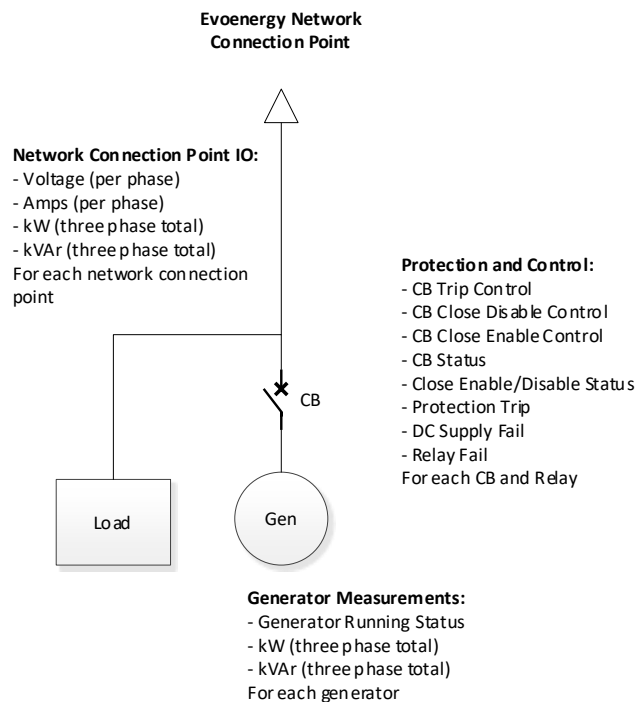 Evoenergy Network
Connection Point
Network Connection Point IO:
- Voltage (per phase)
- Amps (per phase)
- kW (three phase total)
- kVAr (three phase total)
For each network connection
point
Protection and Control:
- CB Trip Control
- CB Close Disable Control
- CB Close Enable Control
- CB Status
- Close Enable/Disable Status
- Protection Trip
- DC Supply Fail
- Relay Fail
For each CB and Relay
CB
Load
Gen
Generator Measurements:
- Generator Running Status
- kW (three phase total)
- kVAr (three phase total)
For each generator